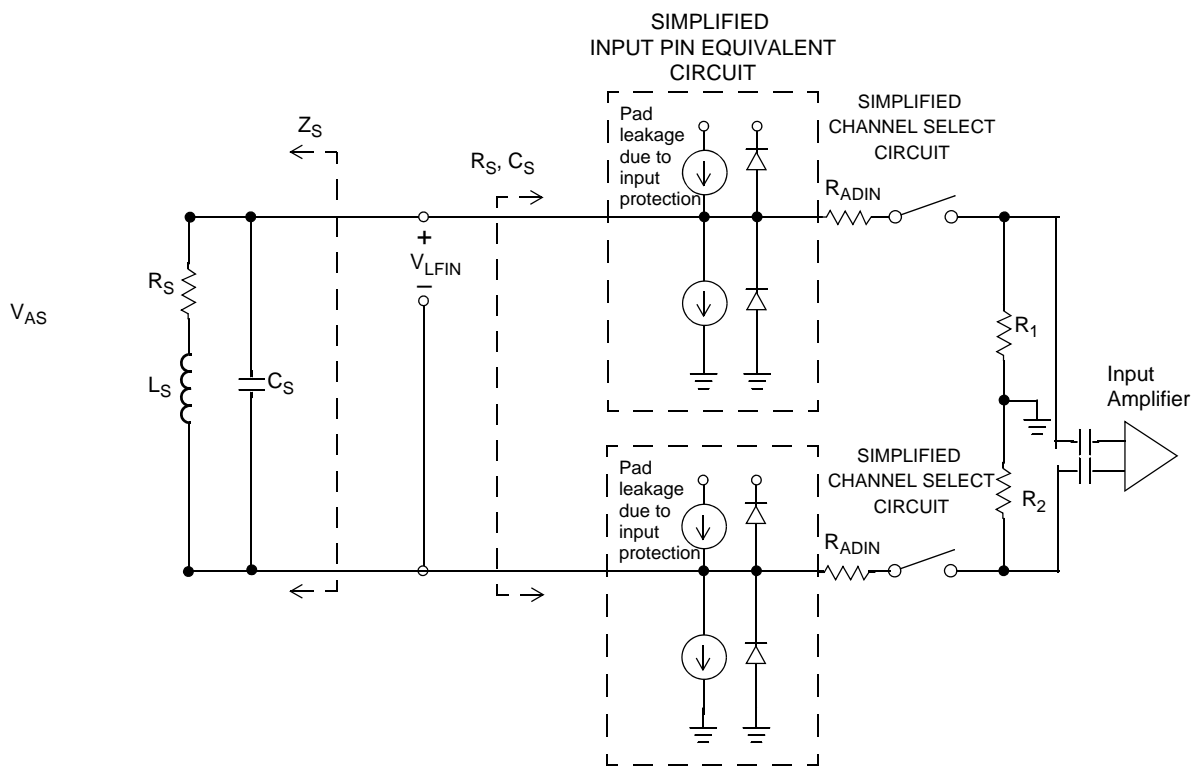 SIMPLIFIED
INPUT PIN EQUIVALENT
CIRCUIT
Pad
leakage
due to
input
protection
SIMPLIFIED
CHANNEL SELECT
CIRCUIT
ZS
RS, CS
RADIN
+
VLFIN
–
RS
VAS
LS
CS
R1
Input
Amplifier
Pad
leakage
due to
input
protection
SIMPLIFIED
CHANNEL SELECT
CIRCUIT
RADIN
R2